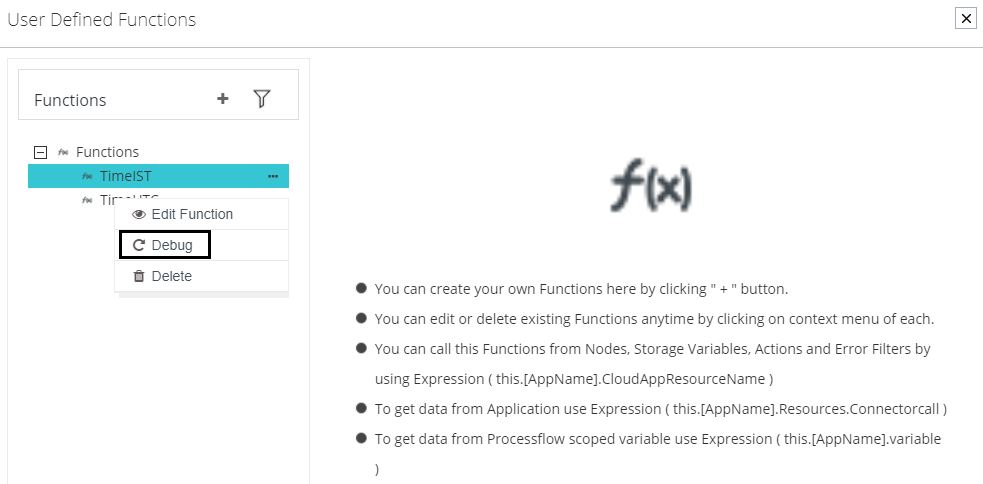 User Defined Functions
Functions +
Functions
TimeIST ...
Edit Function
Debug
Delete
f(x)
You can create your own Functions here by clicking " + " button.
You can edit or delete existing Functions anytime by clicking on context menu of each.
You can call this Functions from Nodes, Storage Variables, Actions and Error Filters by
using Expression ( this.[AppName].CloudAppResourceName )
To get data from Application use Expression ( this.[AppName].Resources.Connectorcall )
To get data from Processflow scoped variable use Expression ( this.[AppName].variable
)